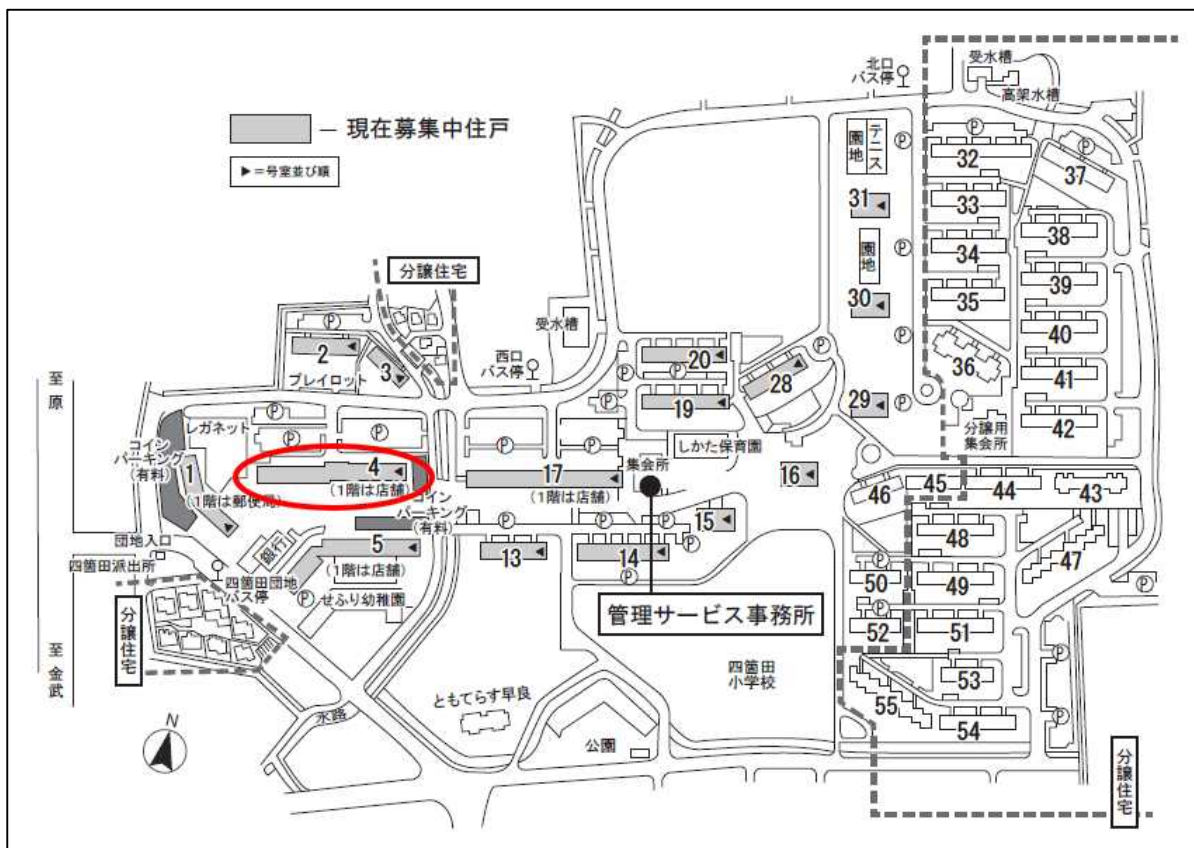 受水槽
高架水槽
北口
バス停
Ⓟ
現在募集中住戸
▶=号室並び順
園地
テニス
Ⓟ
Ⓟ
32
Ⓟ
37
31
33
38
園地
Ⓟ
34
39
30
35
40
Ⓟ
36
41
29
Ⓟ
42
分譲用
集会所
分譲住宅
受水槽
西口
バス停
Ⓟ
2
3
プレイロット
20
Ⓟ
Ⓟ
28
Ⓟ
19
Ⓟ
しかた保育園
至原
レガネット
Ⓟ
Ⓟ
Ⓟ
Ⓟ
Ⓟ
コイン
パーキング
(有料)
1
(1階は郵便局)
4
(1階は店舗)
コイン
パーキング
(有料)
17
(1階は店舗)
集会所
16
46
45
44
43
団地入口
四箇田派出所
四箇田団地
バス停
銀行
5
(1階は店舗)
Ⓟ
せふり幼稚園
Ⓟ
Ⓟ
Ⓟ
15
Ⓟ
13
14
Ⓟ
48
47
Ⓟ
50
49
Ⓟ
Ⓟ
52
51
Ⓟ
53
55
54
Ⓟ
管理サービス事務所
分譲住宅
至金武
四箇田
小学校
ともてらす早良
水路
公園
N
分譲住宅